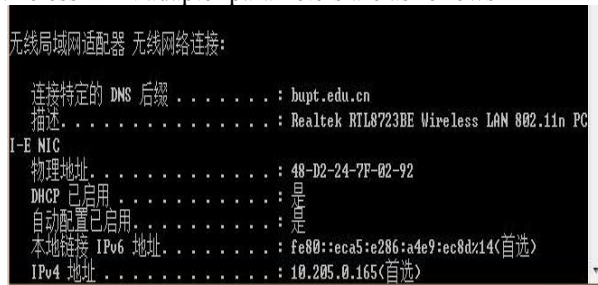 无线局域网适配器 无线网络连接:
连接特定的 DNS 后缀 . . . . . . . : bupt.edu.cn
描述. . . . . . . . . . . . . . . : Realtek RTL8723BE Wireless LAN 802.11n PC
I-E NIC
物理地址. . . . . . . . . . . . . : 48-D2-24-7F-02-92
DHCP 已启用 . . . . . . . . . . . : 是
自动配置已启用. . . . . . . . . . : 是
本地链接 IPv6 地址. . . . . . . . : fe80::eca5:e286:a4e9:ec8d%14(首选)
IPv4 地址 . . . . . . . . . . . . : 10.205.0.165(首选)